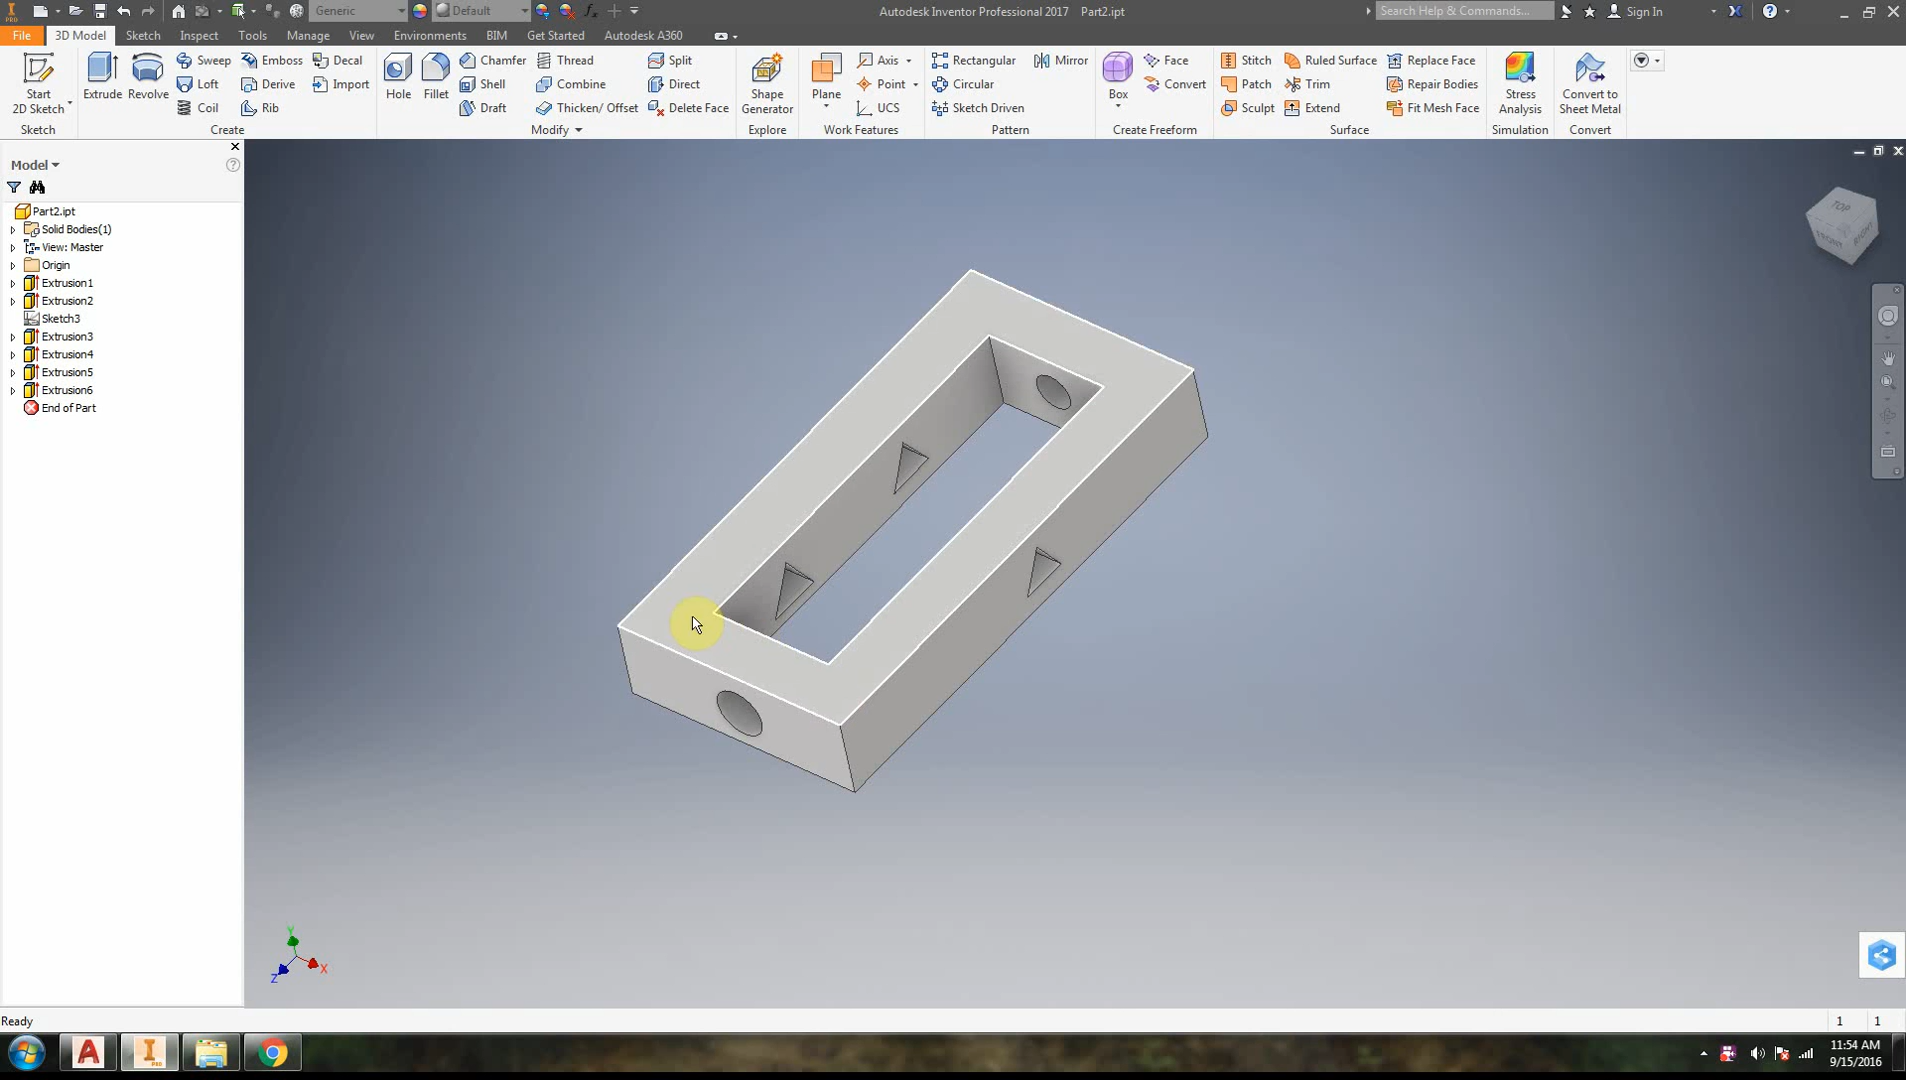 PRO
Generic
Default
fx
Autodesk Inventor Professional 2017 Part2.ipt
Search Help & Commands...
Sign In
File
3D Model
Sketch
Inspect
Tools
Manage
View
Environments
BIM
Get Started
Autodesk A360
Start
2D Sketch
Sketch
Extrude
Revolve
Sweep
Emboss
Decal
Loft
Derive
Import
Coil
Rib
Create
Hole
Fillet
Chamfer
Thread
Split
Shell
Combine
Direct
Draft
Thicken/ Offset
Delete Face
Modify
Shape
Generator
Explore
Plane
Axis
Point
UCS
Work Features
Rectangular
Mirror
Circular
Sketch Driven
Pattern
Box
Face
Convert
Create Freeform
Stitch
Ruled Surface
Replace Face
Patch
Trim
Repair Bodies
Sculpt
Extend
Fit Mesh Face
Surface
Stress
Analysis
Simulation
Convert to
Sheet Metal
Convert
Model
Part2.ipt
Solid Bodies(1)
View: Master
Origin
Extrusion1
Extrusion2
Sketch3
Extrusion3
Extrusion4
Extrusion5
Extrusion6
End of Part
TOP
FRONT
RIGHT
Y
X
Z
Ready
1 1
A
I
PRO
11:54 AM
9/15/2016